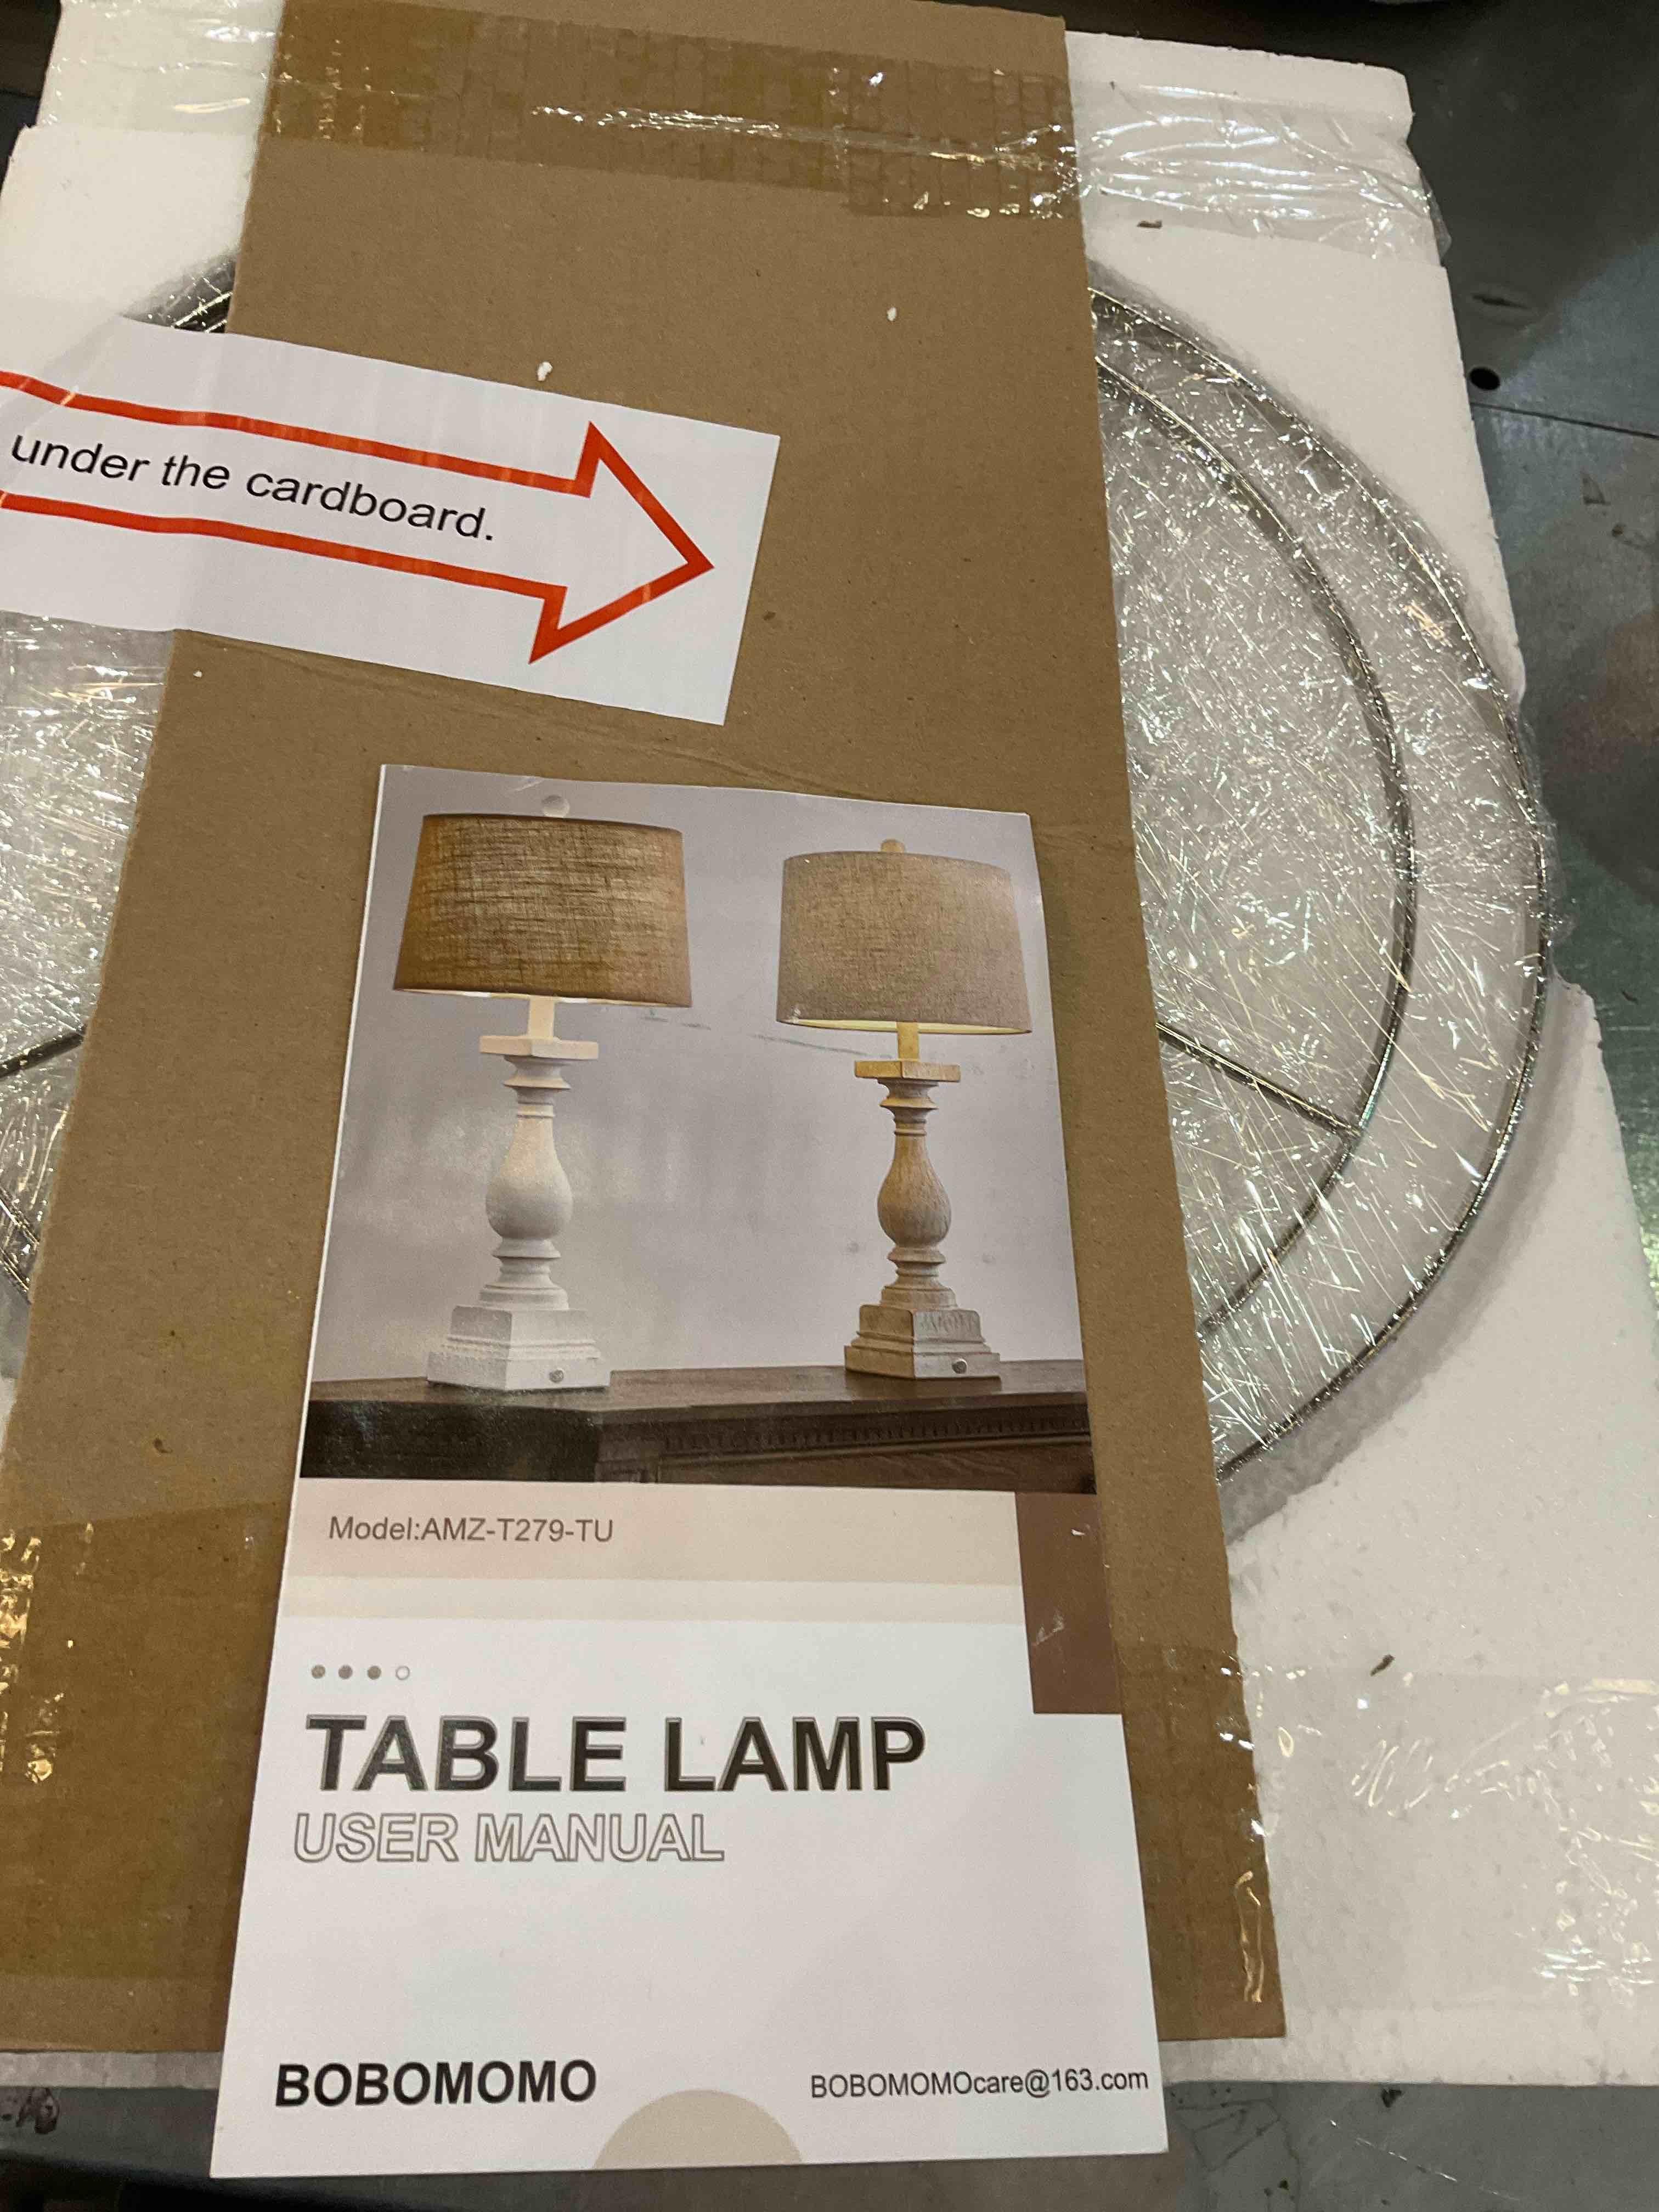 under the cardboard.
Model:AMZ-T279-TU
TABLE LAMP
USER MANUAL
BOBOMOMO
BOBOMOMOcare@163.com